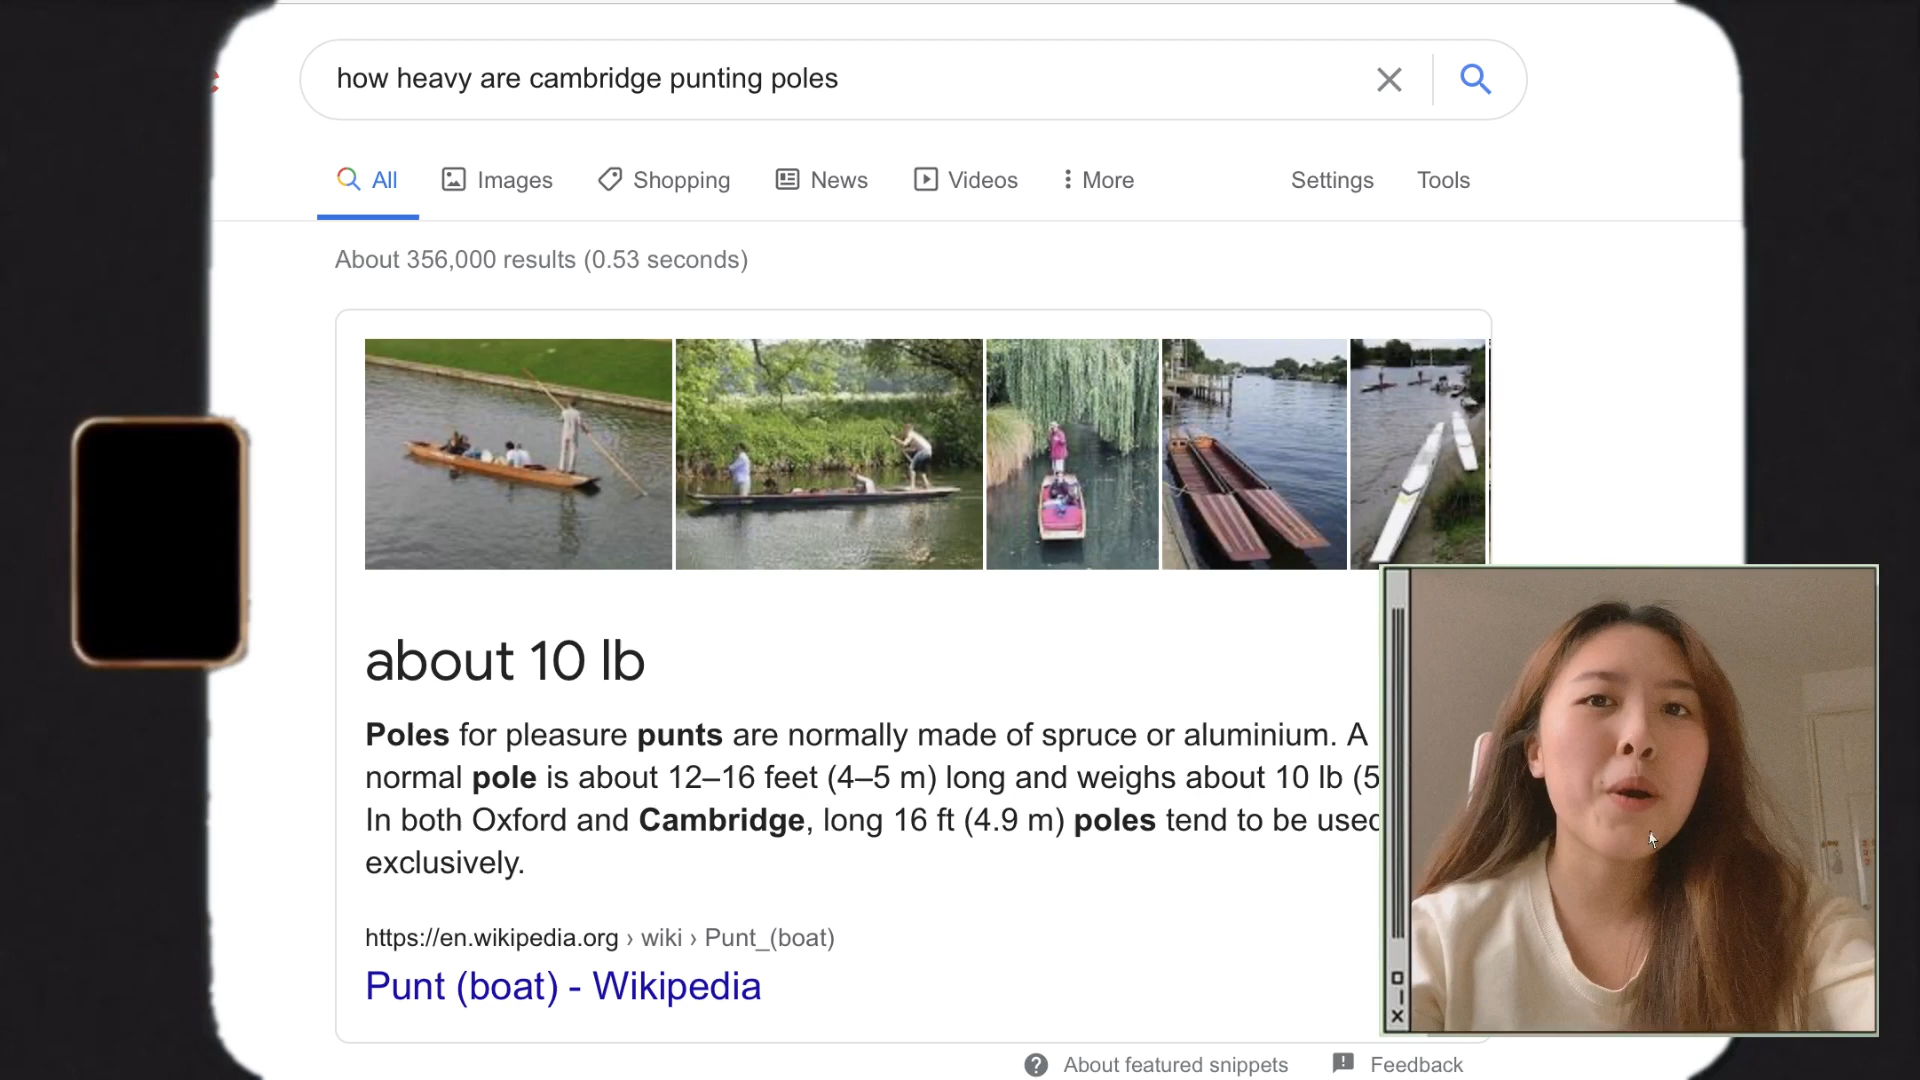 how heavy are cambridge punting poles
All Images Shopping News Videos More Settings Tools
About 356,000 results (0.53 seconds)
about 10 lb
Poles for pleasure punts are normally made of spruce or aluminium. A
normal pole is about 12–16 feet (4–5 m) long and weighs about 10 lb (5
In both Oxford and Cambridge, long 16 ft (4.9 m) poles tend to be used
exclusively.
https://en.wikipedia.org › wiki › Punt_(boat)
Punt (boat) - Wikipedia
About featured snippets Feedback